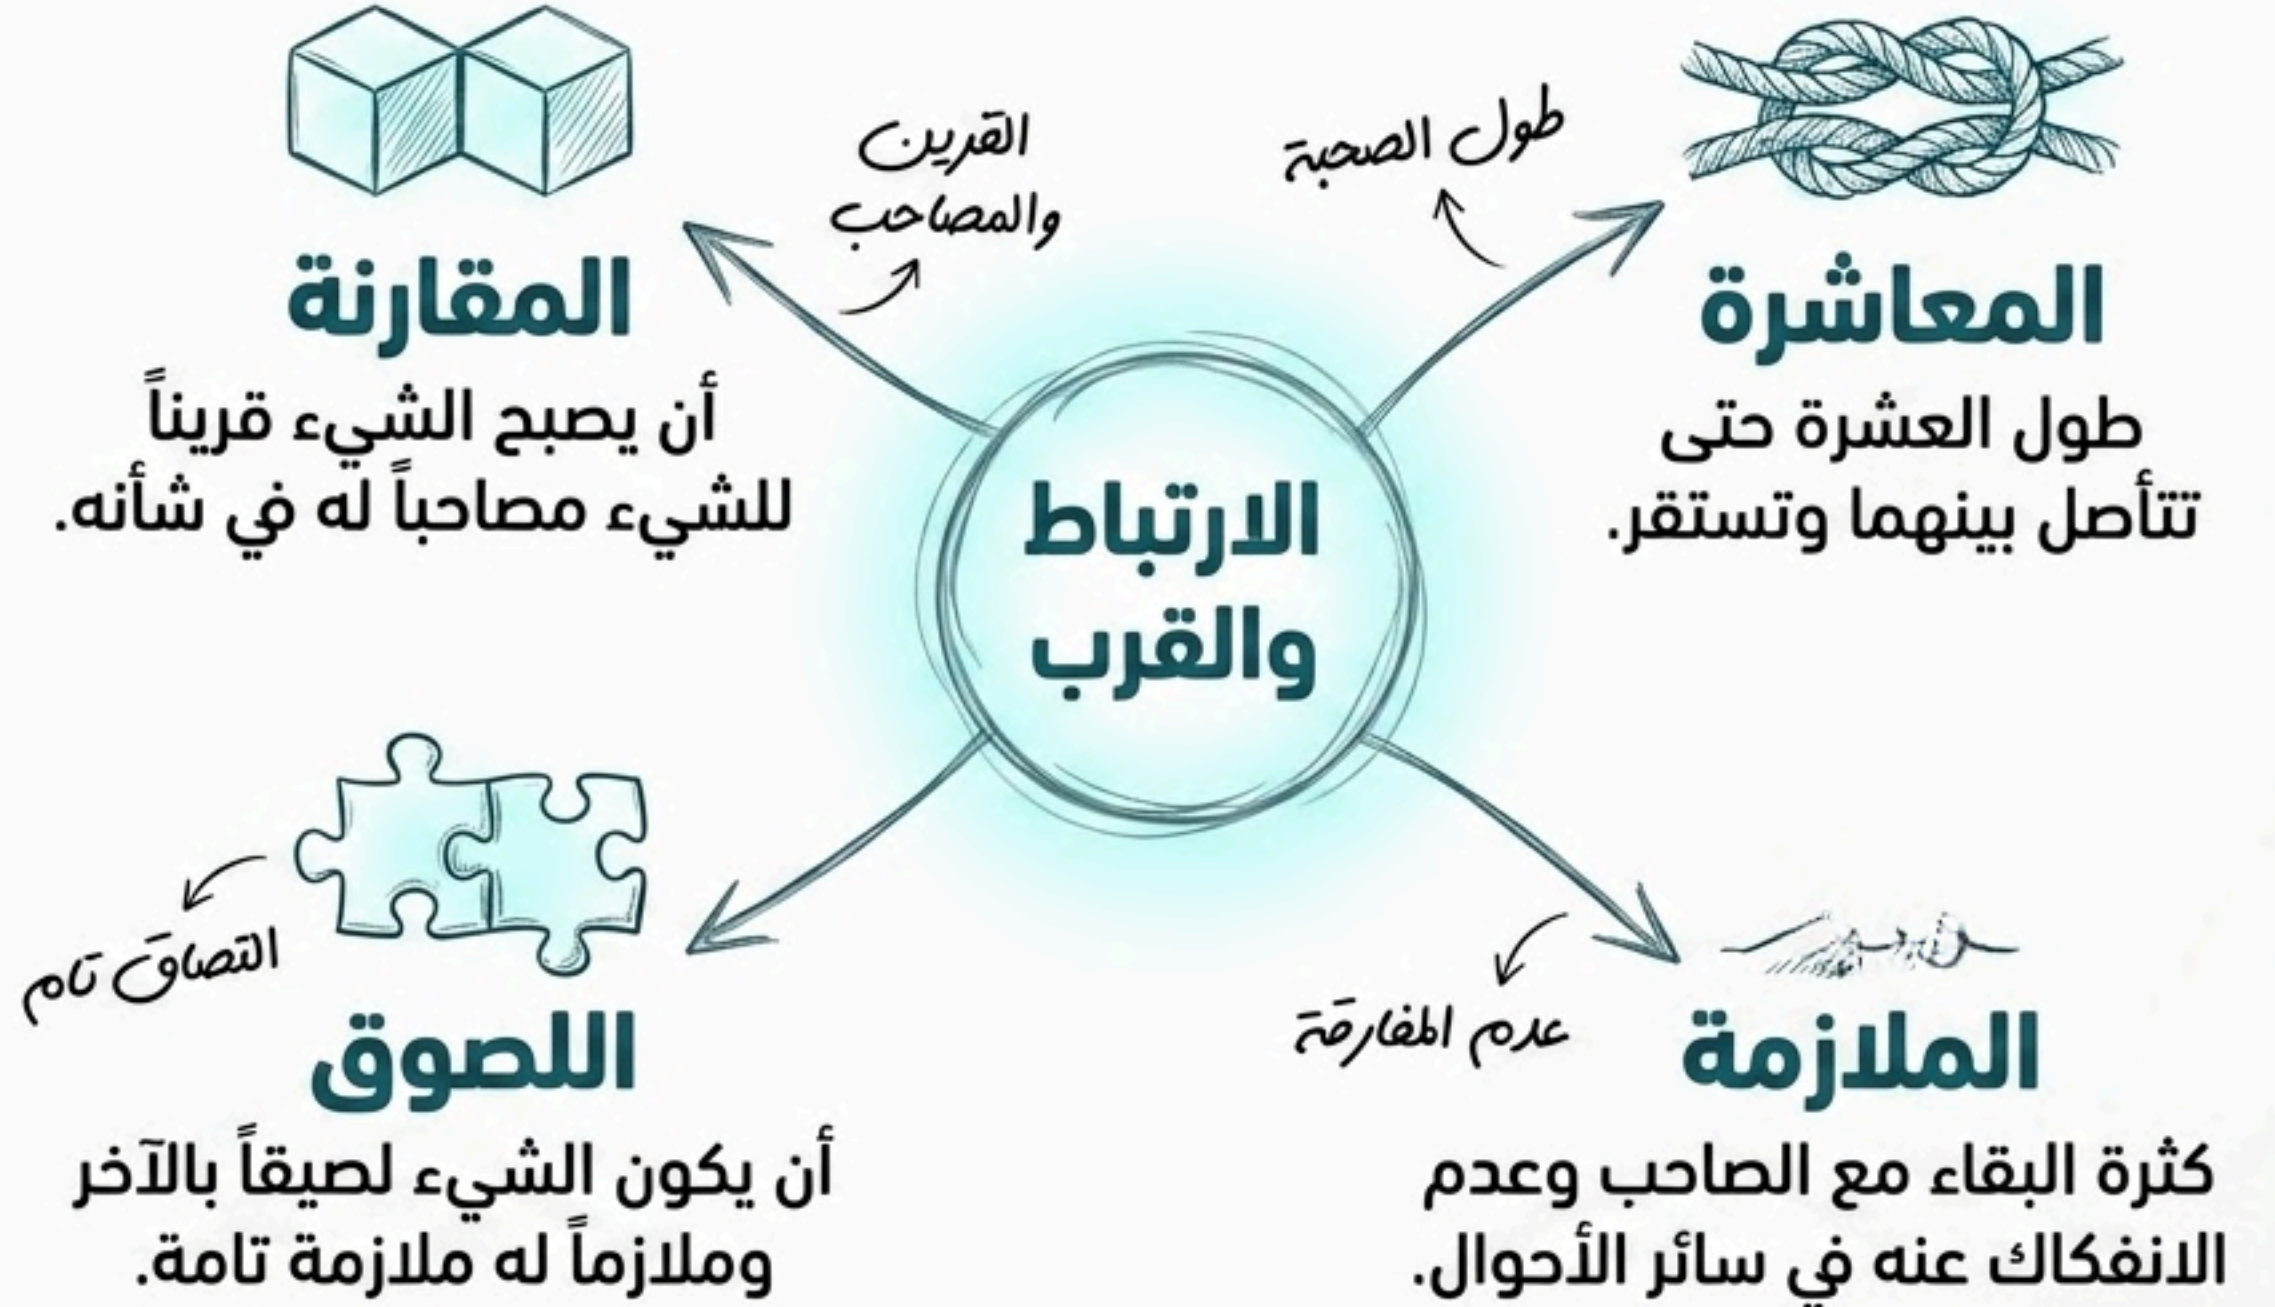 طول الصحبة
المعاشرة
طول العشرة حتى
تتأصل بينهما وتستقر.
القرين
والمصاحب
المقارنة
أن يصبح الشيء قريناً
للشيء مصاحباً له في شأنه.
الارتباط
والقرب
عدم المفارقة
الملازمة
كثرة البقاء مع الصاحب وعدم
الانفكاك عنه في سائر الأحوال.
التصاق تام
اللصوق
أن يكون الشيء لصيقاً بالآخر
وملازماً له ملازمة تامة.